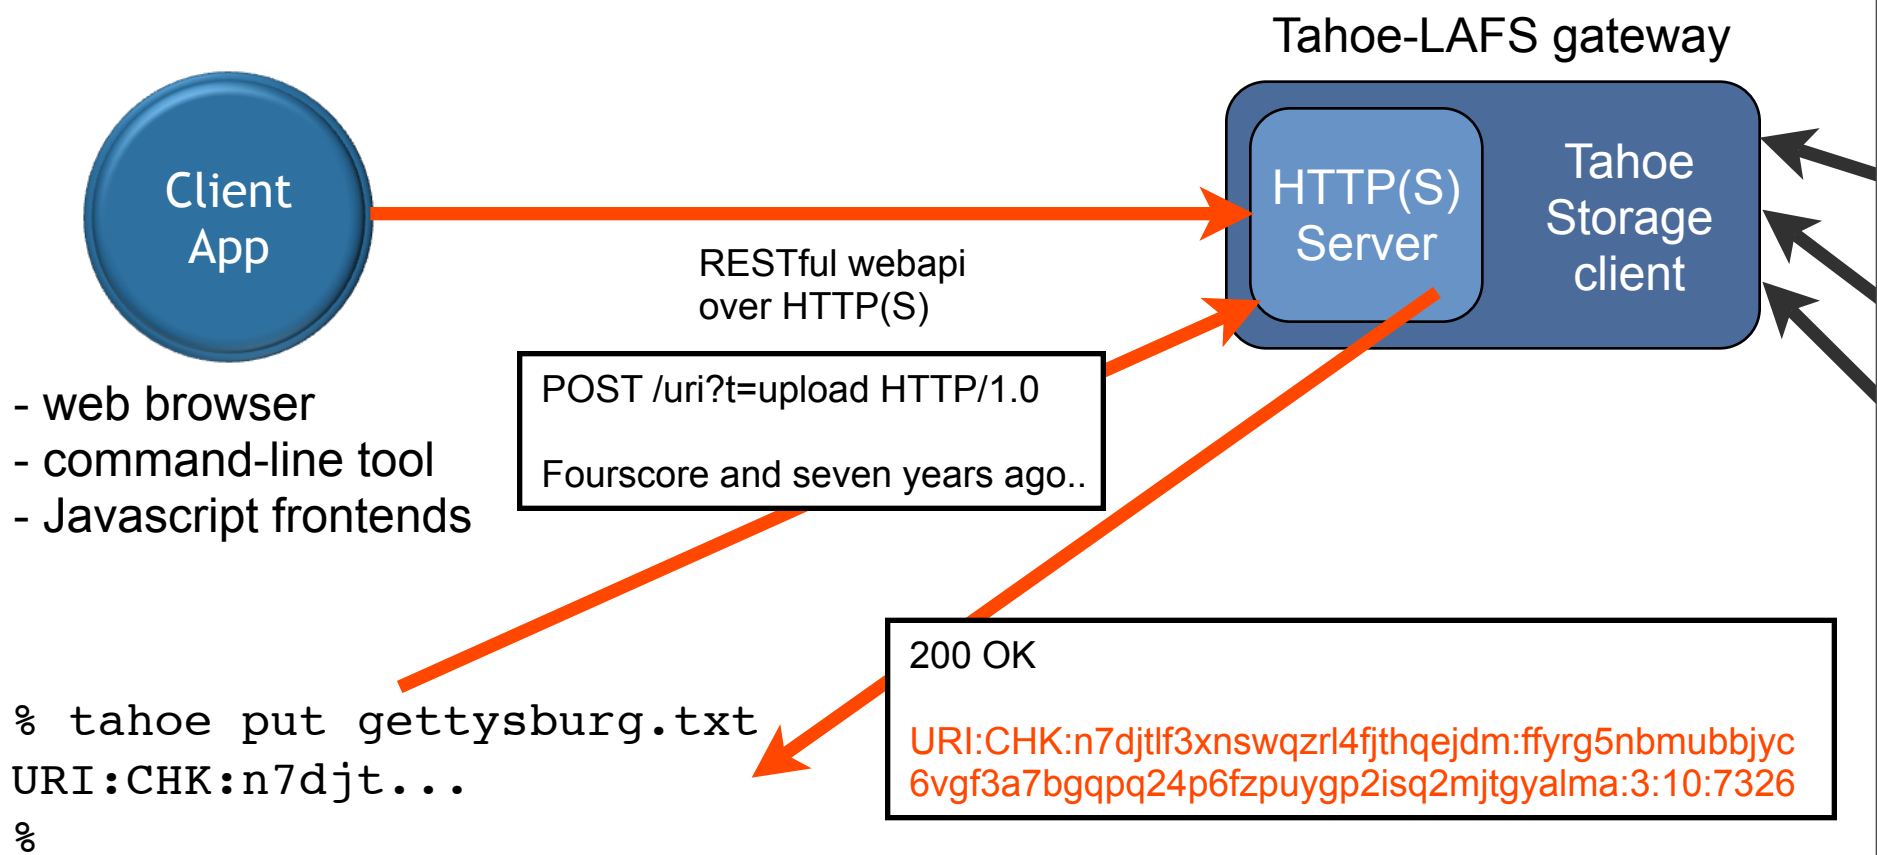 Tahoe-LAFS gateway
Client
App
HTTP(S)
Server
Tahoe
Storage
client
RESTful webapi
over HTTP(S)
- web browser
- command-line tool
- Javascript frontends
POST /uri?t=upload HTTP/1.0
Fourscore and seven years ago..
% tahoe put gettysburg.txt
URI:CHK:n7djt...
%
200 OK
URI:CHK:n7djtlf3xnswqzrl4fjthqejdm:ffyrg5nbmubbjyc
6vgf3a7bgqpq24p6fzpuygp2isq2mjtgyalma:3:10:7326